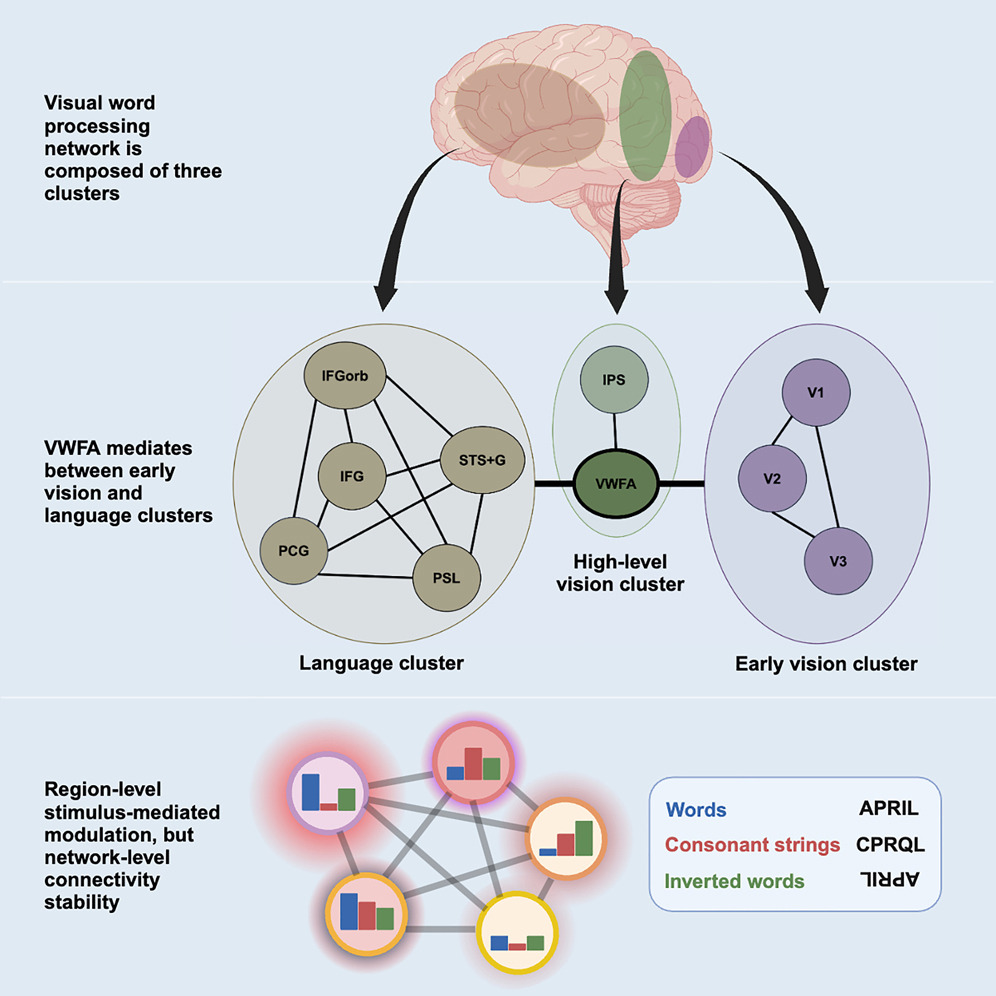 Visual word
processing
network is
composed of three
clusters
VWFA mediates
between early
vision and
language clusters
IFGorb
IFG
STS+G
PCG
PSL
Language cluster
IPS
VWFA
High-level
vision cluster
V1
V2
V3
Early vision cluster
Region-level
stimulus-mediated
modulation, but
network-level
connectivity
stability
Words APRIL
Consonant strings CPRQL
Inverted words APRIL